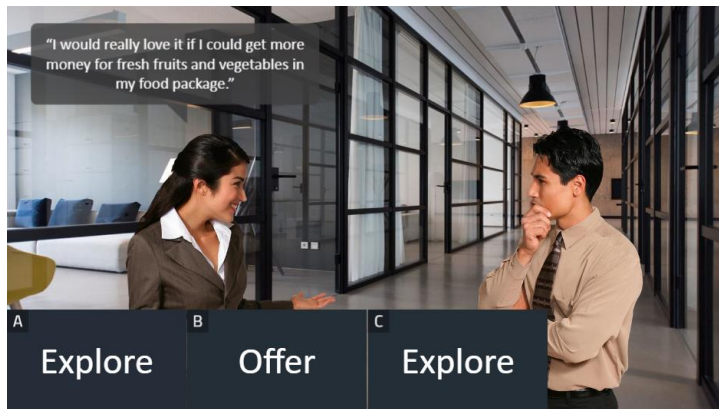 “I would really love it if I could get more
money for fresh fruits and vegetables in
my food package.”
A
Explore
B
Offer
C
Explore